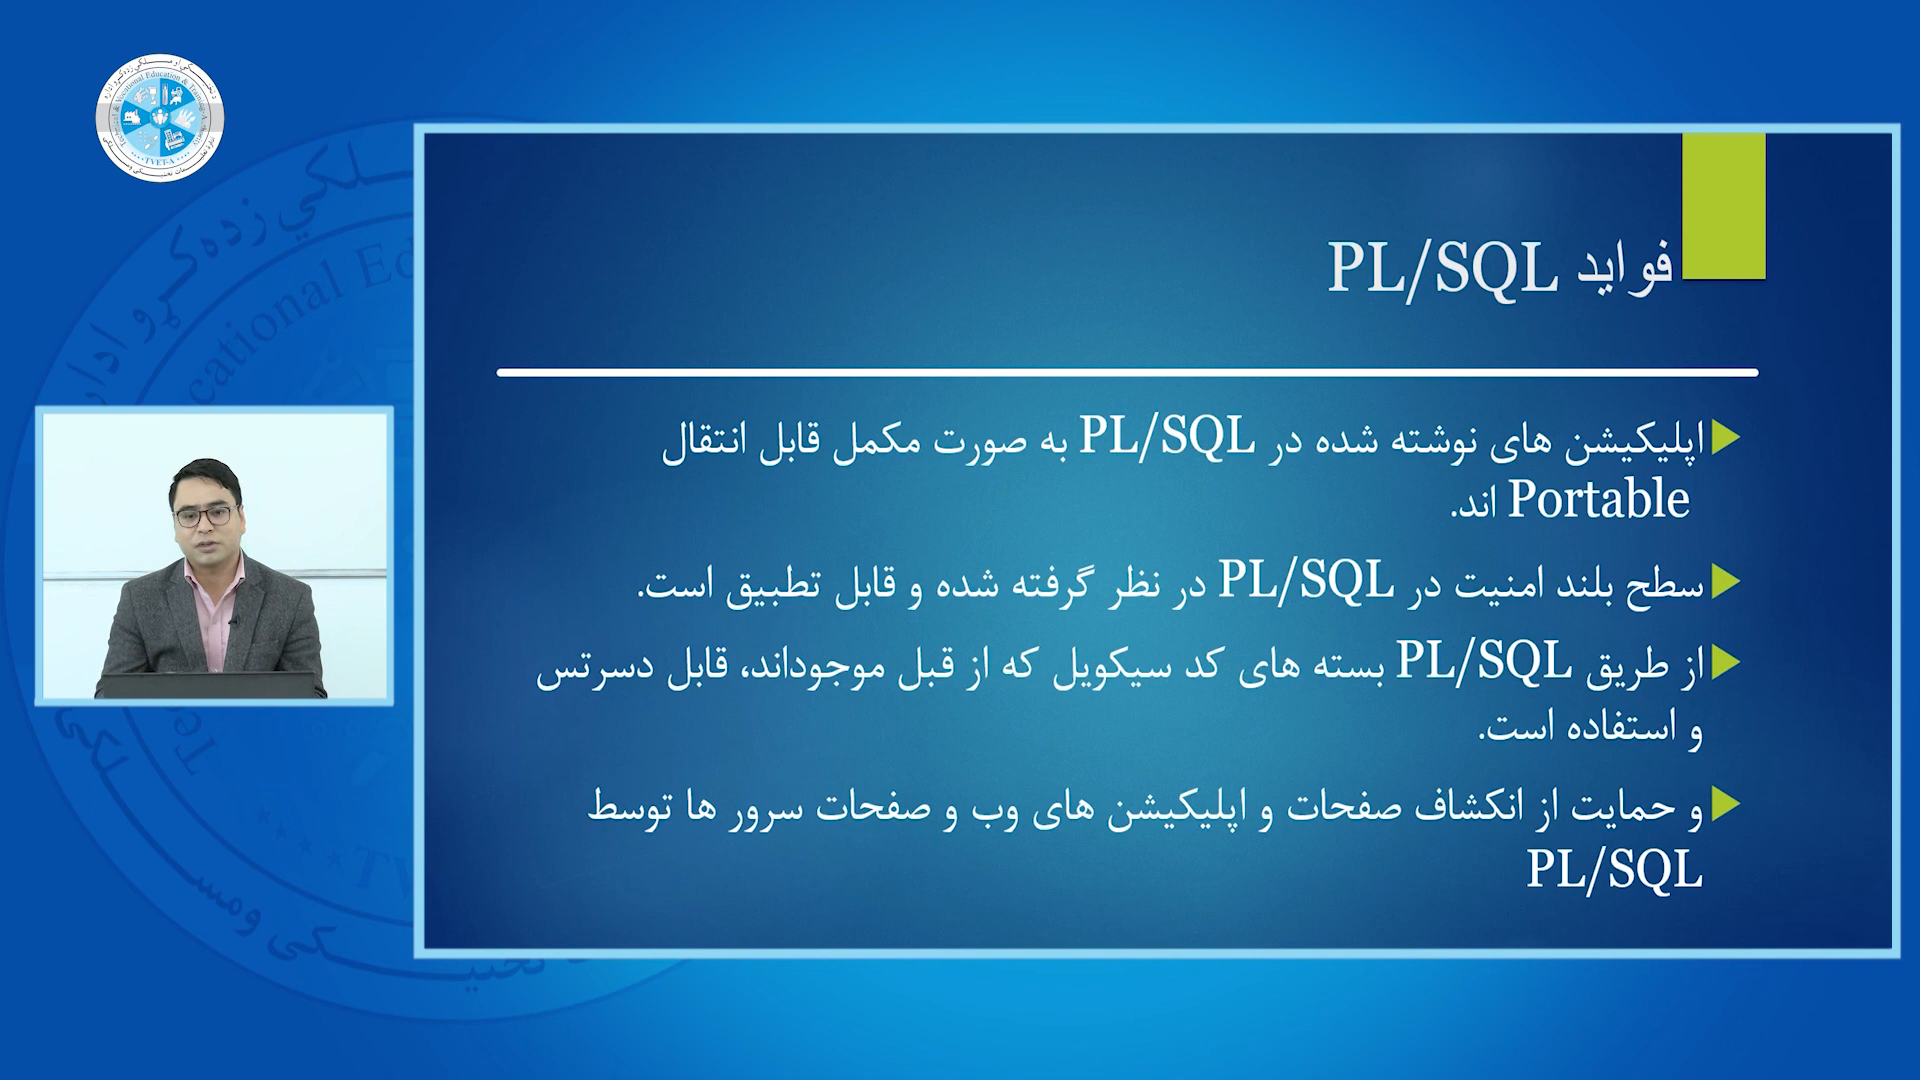 فواید PL/SQL
اپلیکیشن های نوشته شده در PL/SQL به صورت مکمل قابل انتقال
Portable اند.
سطح بلند امنیت در PL/SQL در نظر گرفته شده و قابل تطبیق است.
از طریق PL/SQL بسته های کد سیکویل که از قبل موجوداند، قابل دسرتس
و استفاده است.
و حمایت از انکشاف صفحات و اپلیکیشن های وب و صفحات سرور ها توسط
PL/SQL
TVET-A